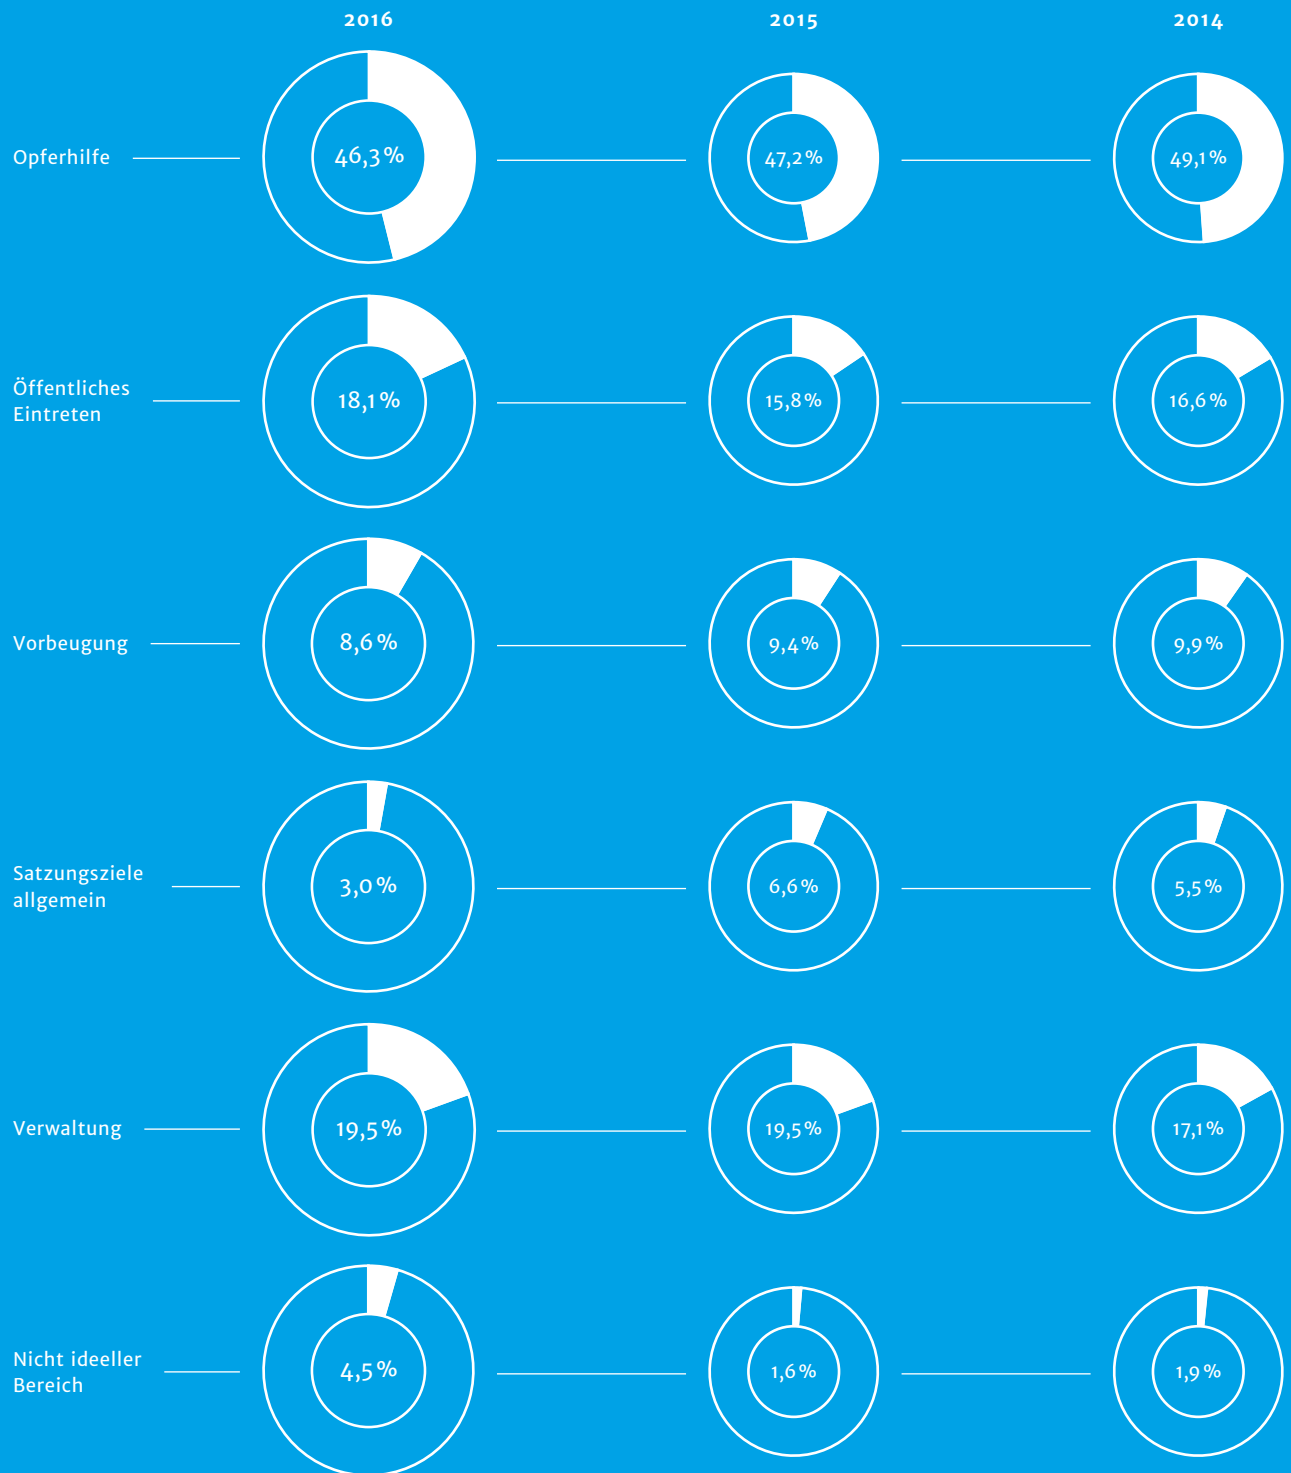 2016 2015 2014
Opferhilfe 46,3 % 47,2 % 49,1 %
Öffentliches
Eintreten 18,1 % 15,8 % 16,6 %
Vorbeugung 8,6 % 9,4 % 9,9 %
Satzungsziele
allgemein 3,0 % 6,6 % 5,5 %
Verwaltung 19,5 % 19,5 % 17,1 %
Nicht ideeller
Bereich 4,5 % 1,6 % 1,9 %